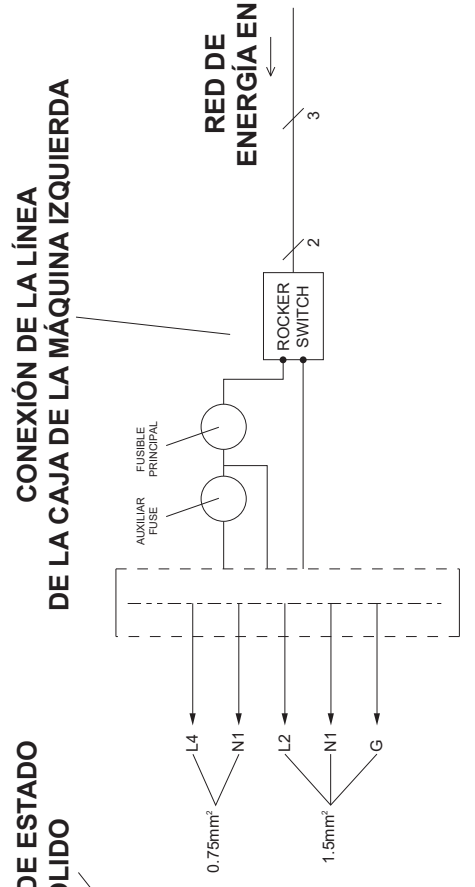 CONEXIÓN DE LA LÍNEA
DE LA CAJA DE LA MÁQUINA IZQUIERDA
RED DE
ENERGÍA EN
3
2
ROCKER
SWITCH
FUSIBLE
PRINCIPAL
AUXILIAR
FUSE
L4
N1
L2
N1
G
0.75mm²
1.5mm²
DE ESTADO